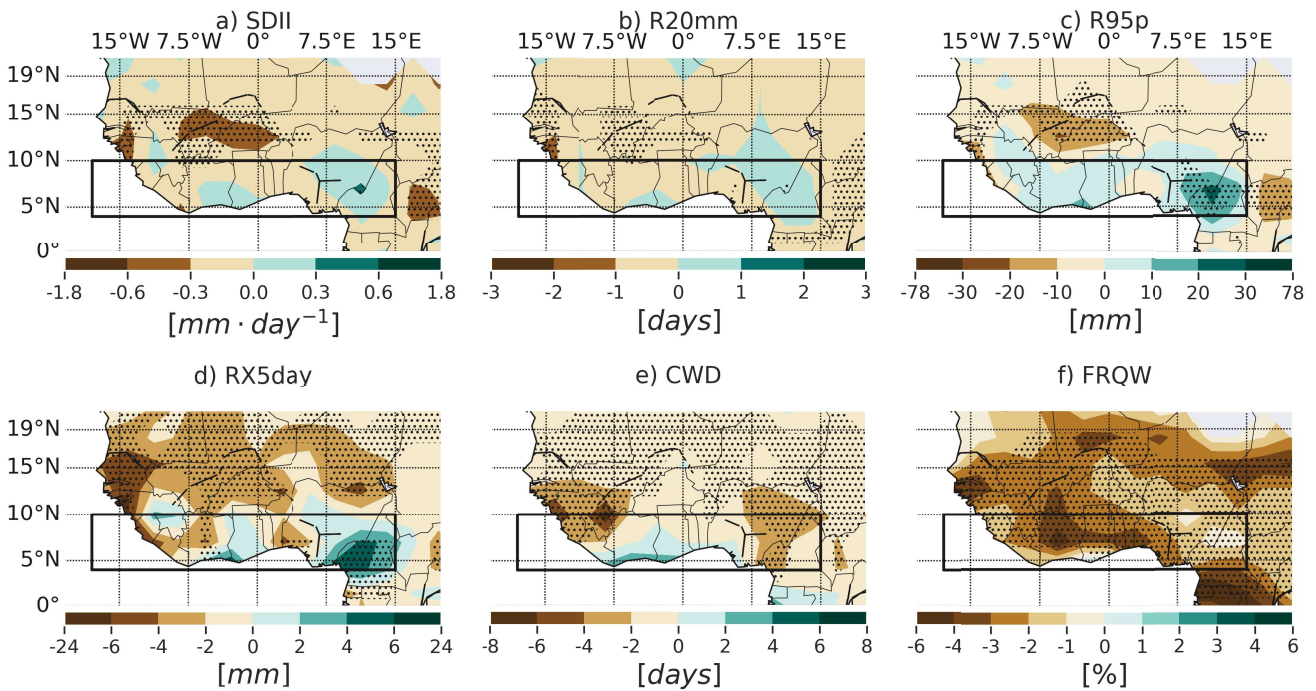 a) SDII b) R20mm c) R95p
15°W 7.5°W 0° 7.5°E 15°E 15°W 7.5°W 0° 7.5°E 15°E 15°W 7.5°W 0° 7.5°E 15°E
19°N
15°N
10°N
5°N
0°
-1.8 -0.6 -0.3 0.0 0.3 0.6 1.8 -3 -2 -1 0 1 2 3 -78 -30 -20 -10 0 10 20 30 78
[mm · day⁻¹] [days] [mm]
d) RX5day e) CWD f) FRQW
19°N
15°N
10°N
5°N
0°
-24 -6 -4 -2 0 2 4 6 24 -8 -6 -4 -2 0 2 4 6 8 -6 -4 -3 -2 -1 0 1 2 3 4 6
[mm] [days] [%]